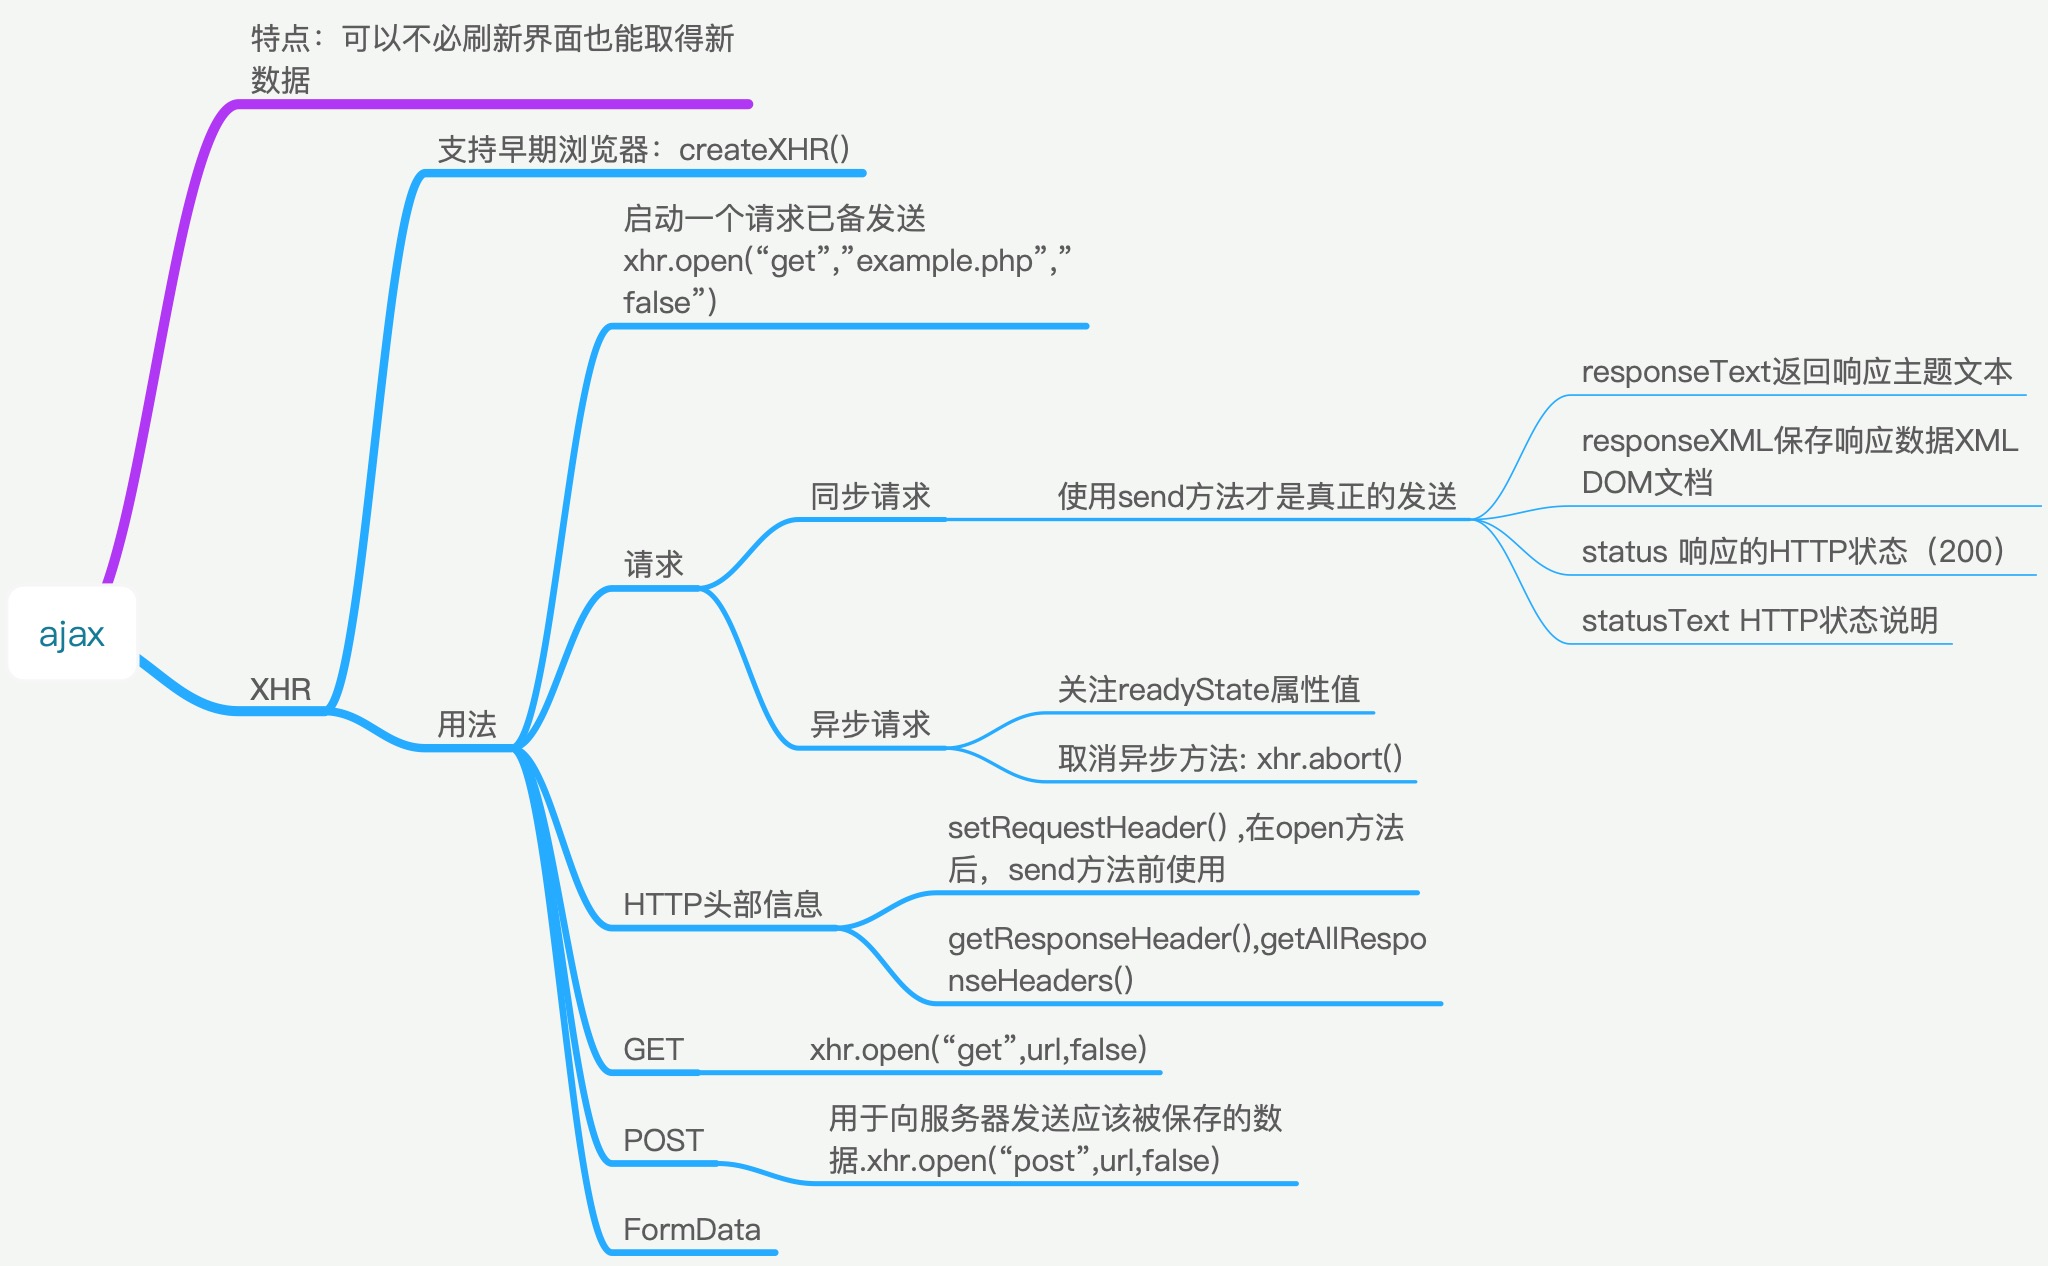 特点：可以不必刷新界面也能取得新
数据
支持早期浏览器：createXHR()
启动一个请求已备发送
xhr.open(“get”,”example.php”,”
false”)
responseText返回响应主题文本
responseXML保存响应数据XML
DOM文档
同步请求
使用send方法才是真正的发送
status 响应的HTTP状态（200）
请求
statusText HTTP状态说明
ajax
XHR
关注readyState属性值
用法
异步请求
取消异步方法: xhr.abort()
setRequestHeader() ,在open方法
后，send方法前使用
HTTP头部信息
getResponseHeader(),getAllRespo
nseHeaders()
GET
xhr.open(“get”,url,false)
用于向服务器发送应该被保存的数
据.xhr.open(“post”,url,false)
POST
FormData